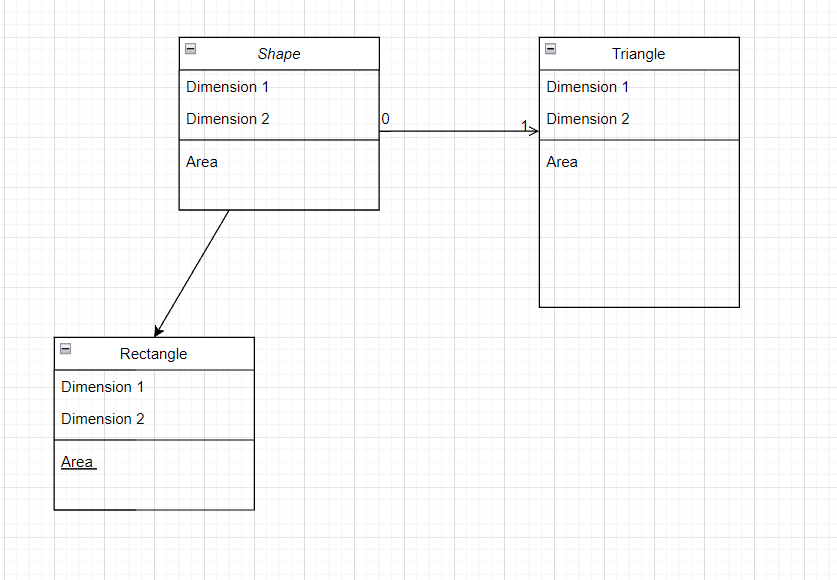 Shape
Dimension 1
Dimension 2
Area
0
1
Triangle
Dimension 1
Dimension 2
Area
Rectangle
Dimension 1
Dimension 2
Area